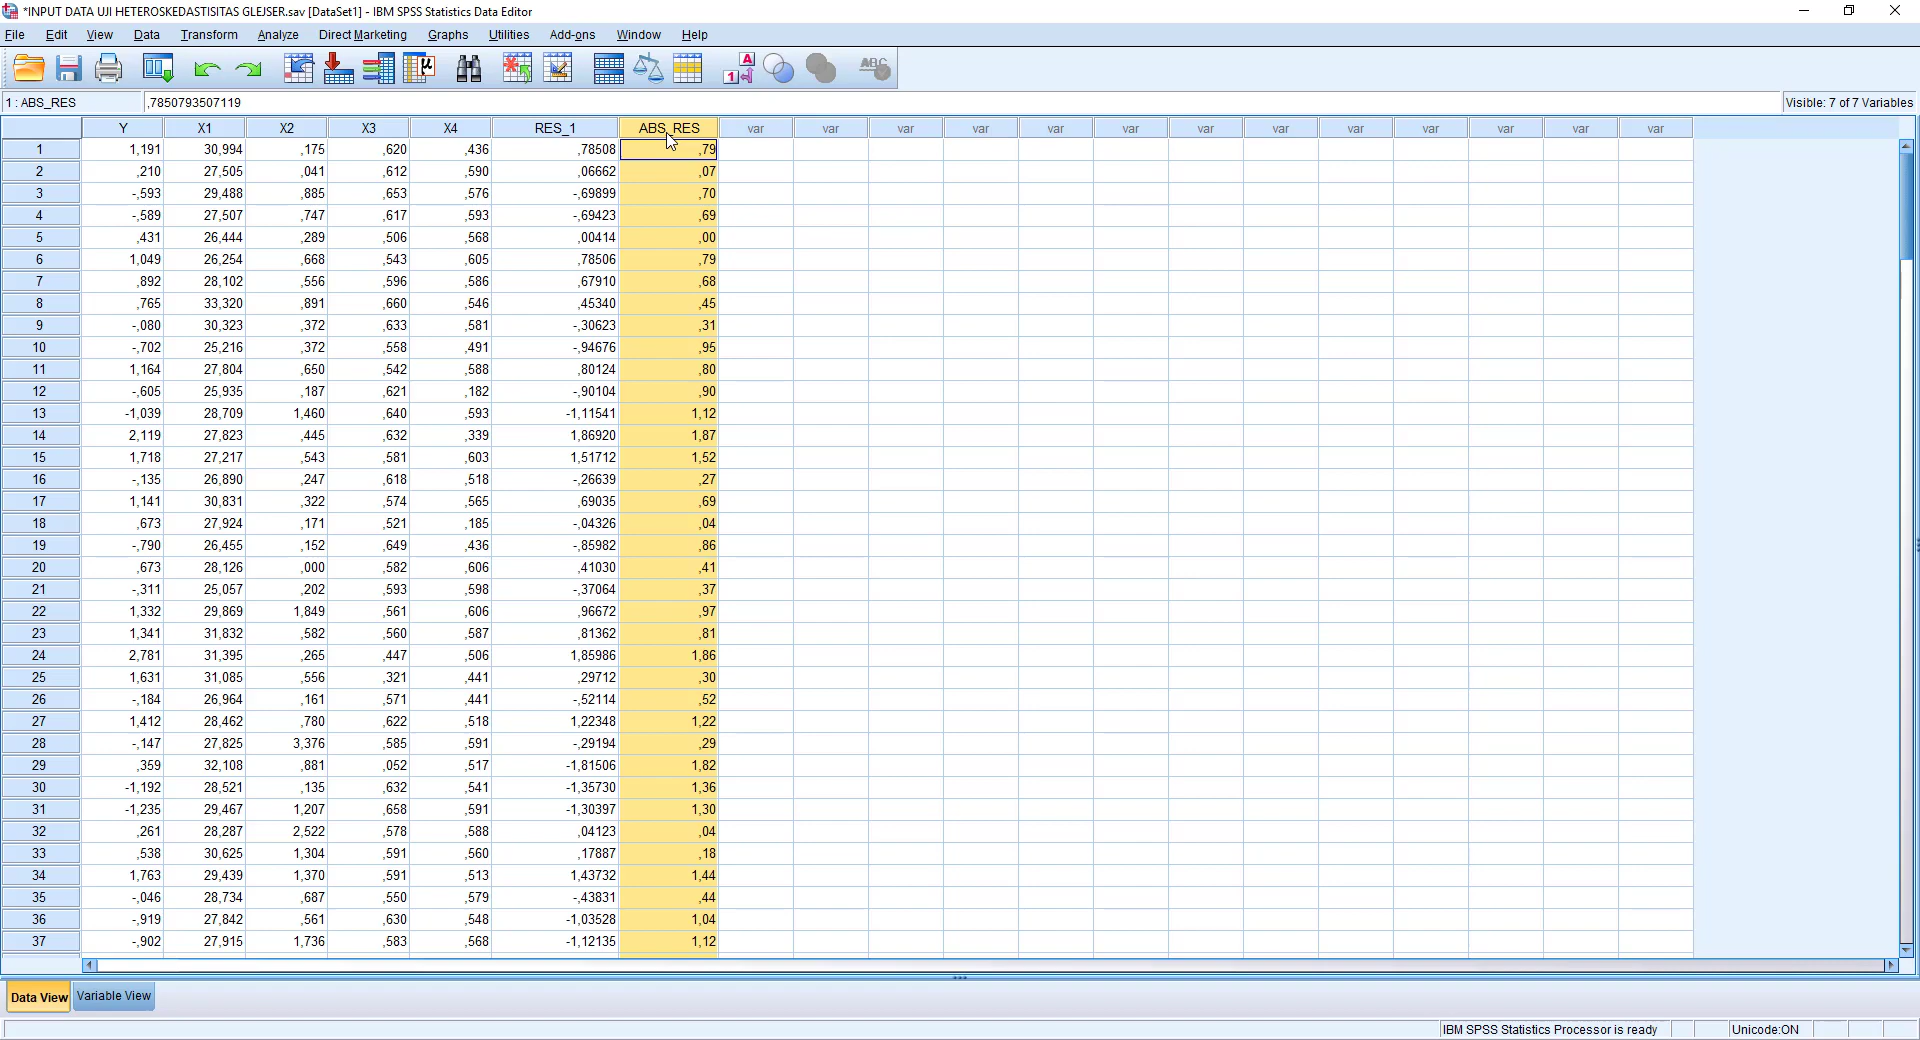 *INPUT DATA UJI HETEROSKEDASTISITAS GLEJSER.sav [DataSet1] - IBM SPSS Statistics Data Editor
File Edit View Data Transform Analyze Direct Marketing Graphs Utilities Add-ons Window Help
1 : ABS_RES ,7850793507119 Visible: 7 of 7 Variables
Y X1 X2 X3 X4 RES_1 ABS_RES var var var var var var var var var var var var var
1 1,191 30,994 ,175 ,620 ,436 ,78508 ,79
2 ,210 27,505 ,041 ,612 ,590 ,06662 ,07
3 -,593 29,488 ,885 ,653 ,576 -,69899 ,70
4 -,589 27,507 ,747 ,617 ,593 -,69423 ,69
5 ,431 26,444 ,289 ,506 ,568 ,00414 ,00
6 1,049 26,254 ,668 ,543 ,605 ,78506 ,79
7 ,892 28,102 ,556 ,596 ,586 ,67910 ,68
8 ,765 33,320 ,891 ,660 ,546 ,45340 ,45
9 -,080 30,323 ,372 ,633 ,581 -,30623 ,31
10 -,702 25,216 ,372 ,558 ,491 -,94676 ,95
11 1,164 27,804 ,650 ,542 ,588 ,80124 ,80
12 -,605 25,935 ,187 ,621 ,182 -,90104 ,90
13 -1,039 28,709 1,460 ,640 ,593 -1,11541 1,12
14 2,119 27,823 ,445 ,632 ,339 1,86920 1,87
15 1,718 27,217 ,543 ,581 ,603 1,51712 1,52
16 -,135 26,890 ,247 ,618 ,518 -,26639 ,27
17 1,141 30,831 ,322 ,574 ,565 ,69035 ,69
18 ,673 27,924 ,171 ,521 ,185 -,04326 ,04
19 -,790 26,455 ,152 ,649 ,436 -,85982 ,86
20 ,673 28,126 ,000 ,582 ,606 ,41030 ,41
21 -,311 25,057 ,202 ,593 ,598 -,37064 ,37
22 1,332 29,869 1,849 ,561 ,606 ,96672 ,97
23 1,341 31,832 ,582 ,560 ,587 ,81362 ,81
24 2,781 31,395 ,265 ,447 ,506 1,85986 1,86
25 1,631 31,085 ,556 ,321 ,441 ,29712 ,30
26 -,184 26,964 ,161 ,571 ,441 -,52114 ,52
27 1,412 28,462 ,780 ,622 ,518 1,22348 1,22
28 -,147 27,825 3,376 ,585 ,591 -,29194 ,29
29 ,359 32,108 ,881 ,052 ,517 -1,81506 1,82
30 -1,192 28,521 ,135 ,632 ,541 -1,35730 1,36
31 -1,235 29,467 1,207 ,658 ,591 -1,30397 1,30
32 ,261 28,287 2,522 ,578 ,588 ,04123 ,04
33 ,538 30,625 1,304 ,591 ,560 ,17887 ,18
34 1,763 29,439 1,370 ,591 ,513 1,43732 1,44
35 -,046 28,734 ,687 ,550 ,579 -,43831 ,44
36 -,919 27,842 ,561 ,630 ,548 -1,03528 1,04
37 -,902 27,915 1,736 ,583 ,568 -1,12135 1,12
Data View Variable View
IBM SPSS Statistics Processor is ready Unicode:ON